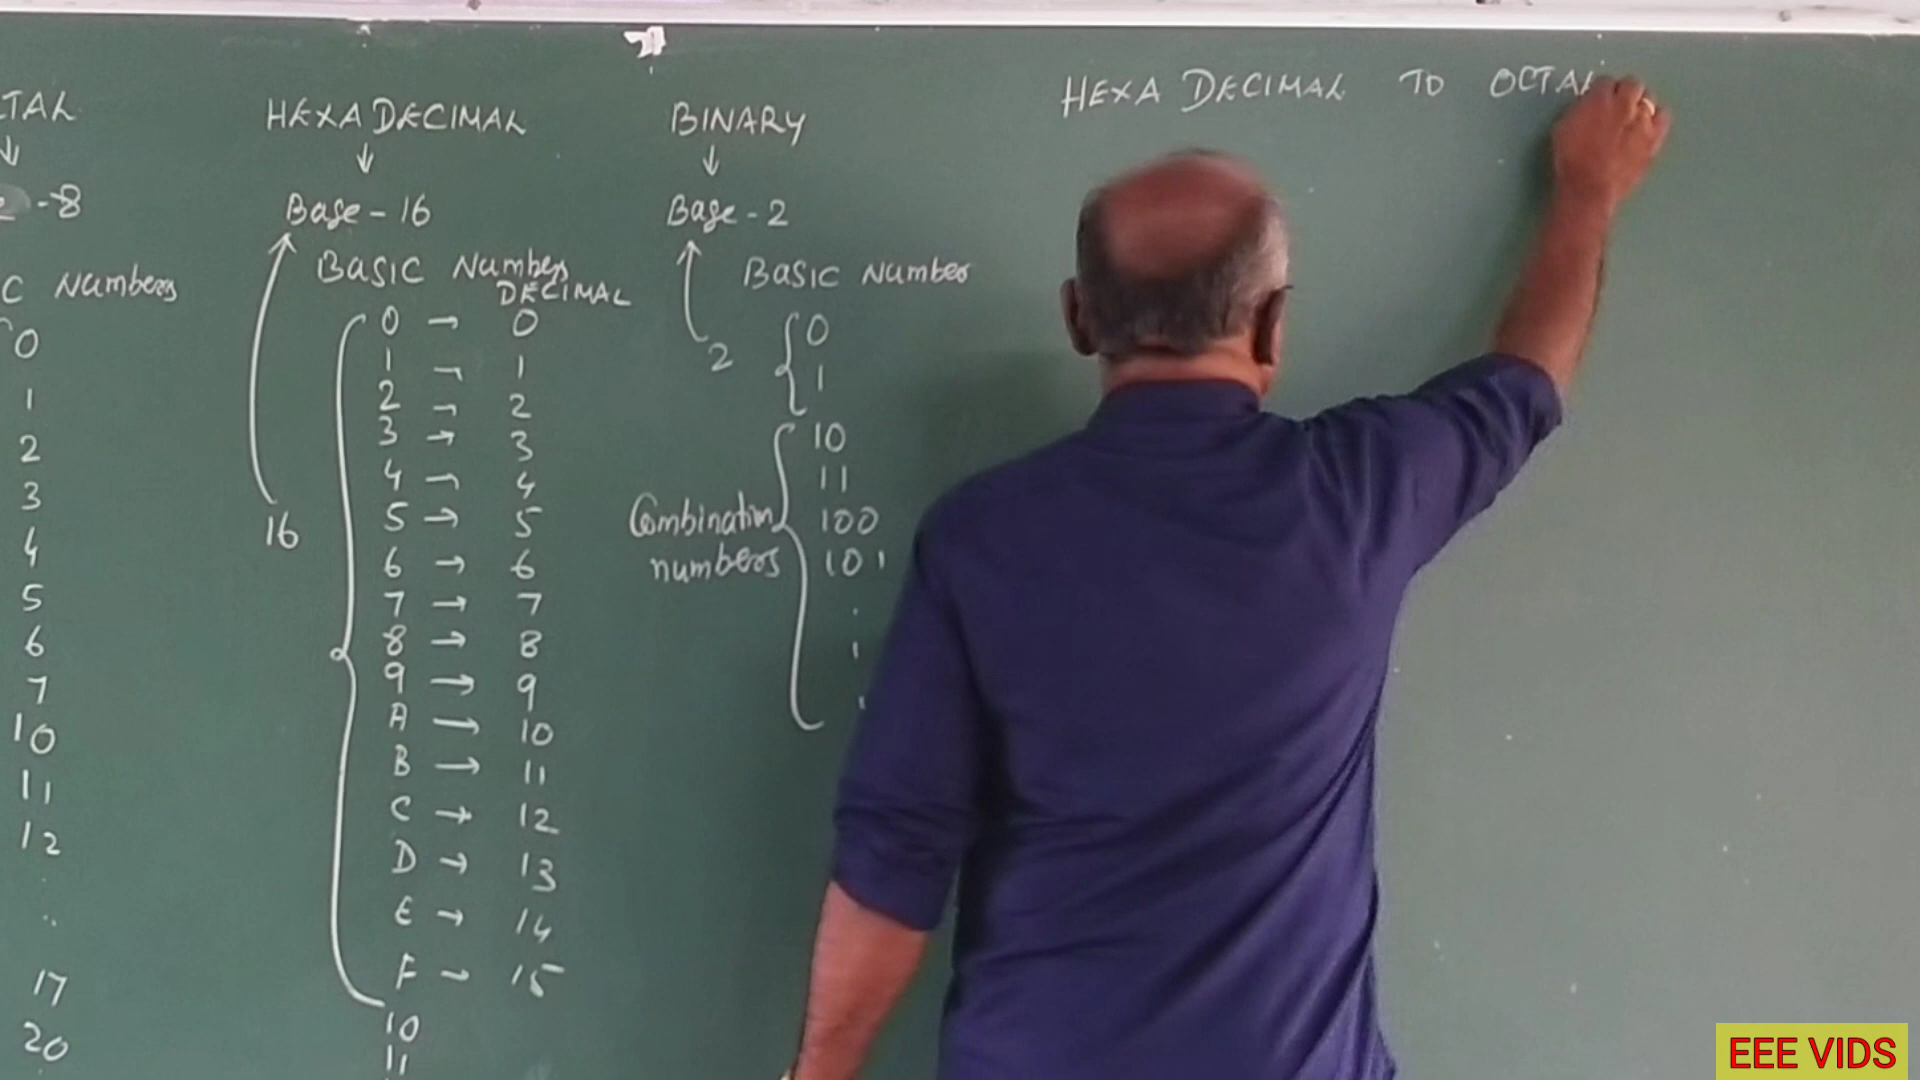 TAL
↓
-8
C Numbers
0
1
2
3
4
5
6
7
10
11
12
..
17
20
HEXADECIMAL
↓
Base - 16
BASIC Numbers
DECIMAL
0 → 0
1 → 1
2 → 2
3 → 3
4 → 4
5 → 5
6 → 6
7 → 7
8 → 8
9 → 9
A → 10
B → 11
C → 12
D → 13
E → 14
F → 15
10
11
16
BINARY
↓
Base - 2
BASIC Number
2
0
1
10
11
100
101
Combination
numbers
HEXA DECIMAL TO OCTAL
EEE VIDS